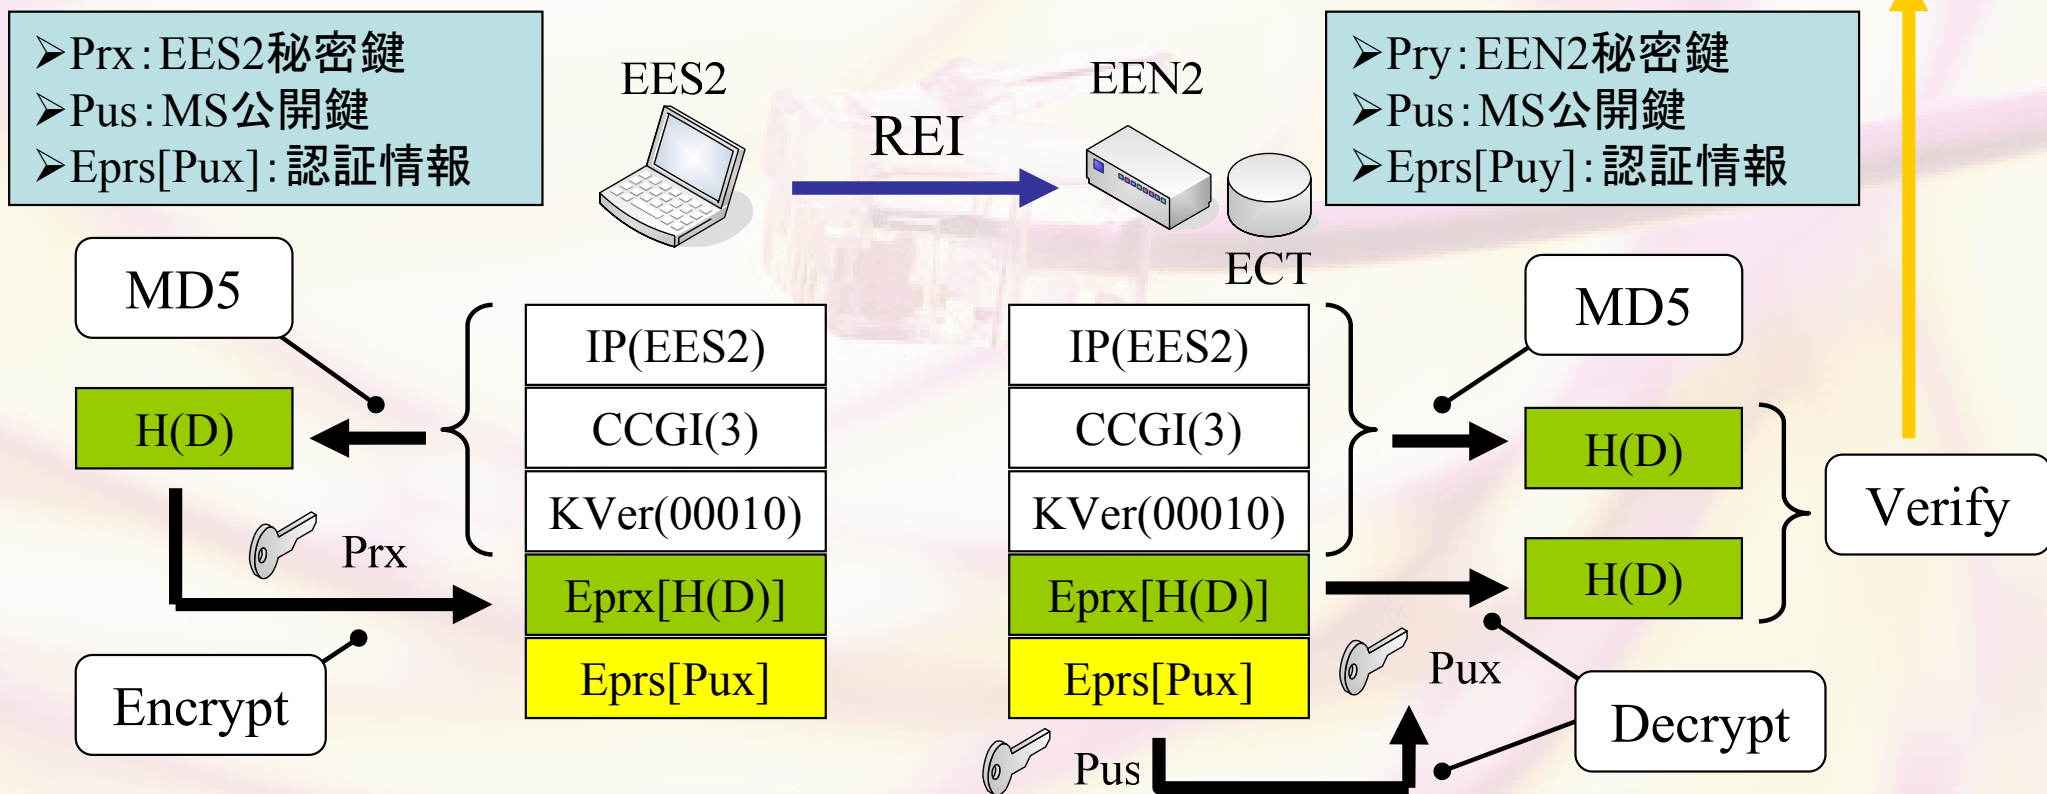 ➢Prx：EES2秘密鍵
➢Pus：MS公開鍵
➢Eprs[Pux]：認証情報
EES2
REI
EEN2
ECT
➢Pry：EEN2秘密鍵
➢Pus：MS公開鍵
➢Eprs[Puy]：認証情報
MD5
H(D)
Prx
Encrypt
IP(EES2)
CCGI(3)
KVer(00010)
Eprx[H(D)]
Eprs[Pux]
IP(EES2)
CCGI(3)
KVer(00010)
Eprx[H(D)]
Eprs[Pux]
Pus
MD5
H(D)
H(D)
Pux
Decrypt
Verify